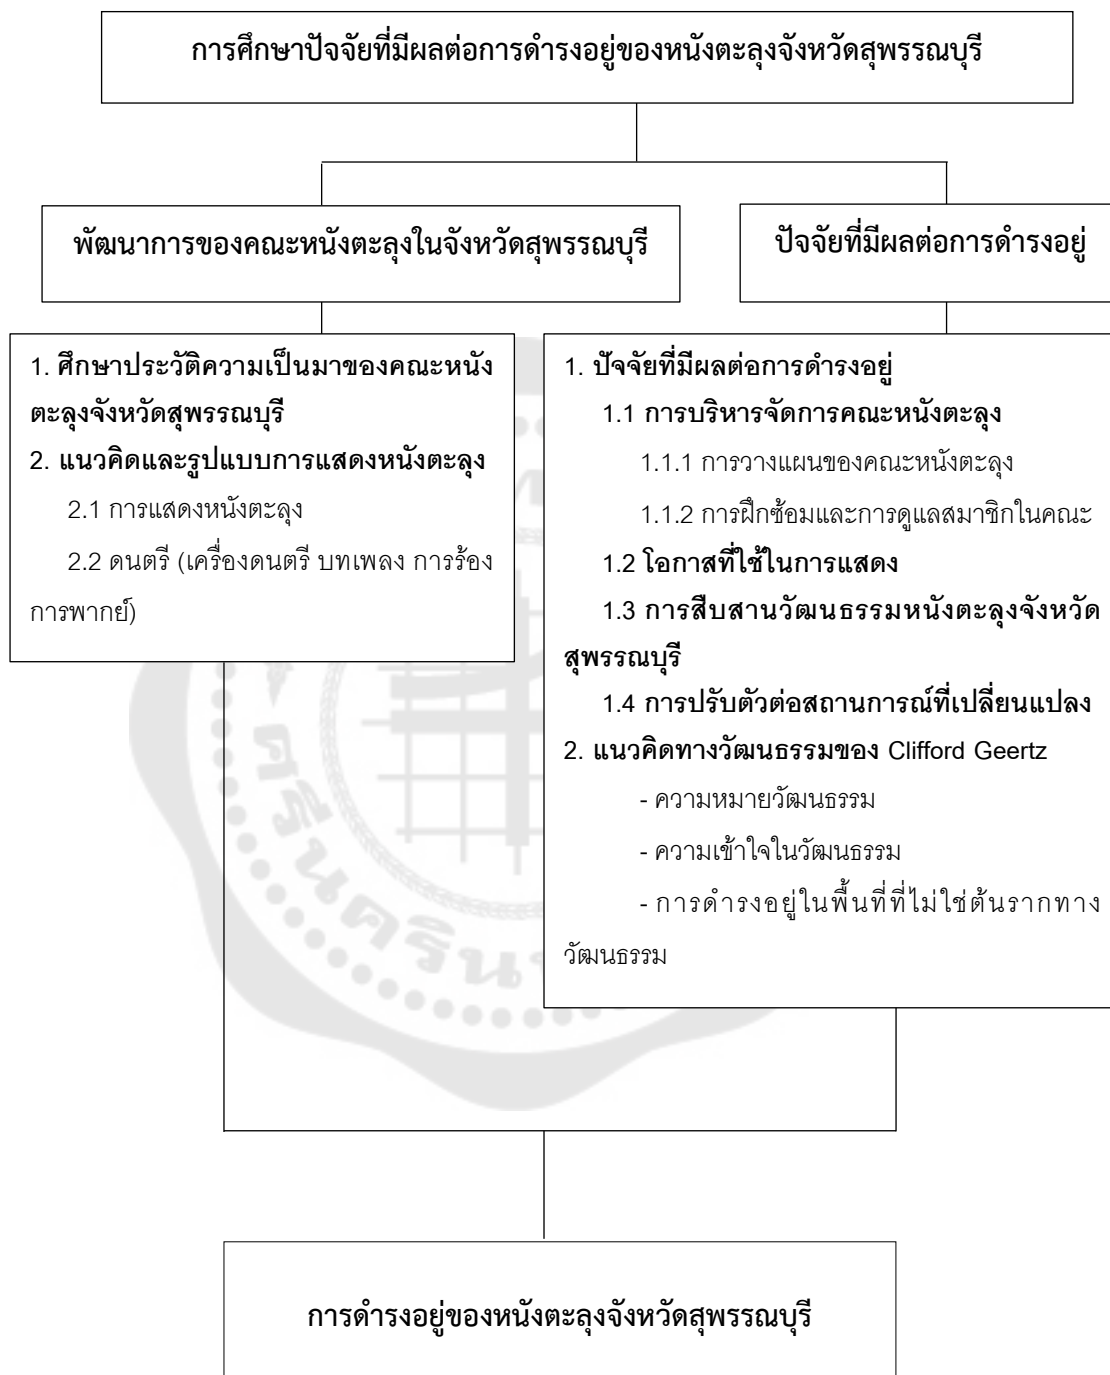 การศึกษาปัจจัยที่มีผลต่อการดำรงอยู่ของหนังตะลุงจังหวัดสุพรรณบุรี
พัฒนาการของคณะหนังตะลุงในจังหวัดสุพรรณบุรี
ปัจจัยที่มีผลต่อการดำรงอยู่
1. ศึกษาประวัติความเป็นมาของคณะหนัง
ตะลุงจังหวัดสุพรรณบุรี
2. แนวคิดและรูปแบบการแสดงหนังตะลุง
2.1 การแสดงหนังตะลุง
2.2 ดนตรี (เครื่องดนตรี บทเพลง การร้อง
การพากย์)
1. ปัจจัยที่มีผลต่อการดำรงอยู่
1.1 การบริหารจัดการคณะหนังตะลุง
1.1.1 การวางแผนของคณะหนังตะลุง
1.1.2 การฝึกซ้อมและการดูแลสมาชิกในคณะ
1.2 โอกาสที่ใช้ในการแสดง
1.3 การสืบสานวัฒนธรรมหนังตะลุงจังหวัด
สุพรรณบุรี
1.4 การปรับตัวต่อสถานการณ์ที่เปลี่ยนแปลง
2. แนวคิดทางวัฒนธรรมของ Clifford Geertz
- ความหมายวัฒนธรรม
- ความเข้าใจในวัฒนธรรม
- การดำรงอยู่ในพื้นที่ที่ไม่ใช่ต้นรากทาง
วัฒนธรรม
การดำรงอยู่ของหนังตะลุงจังหวัดสุพรรณบุรี